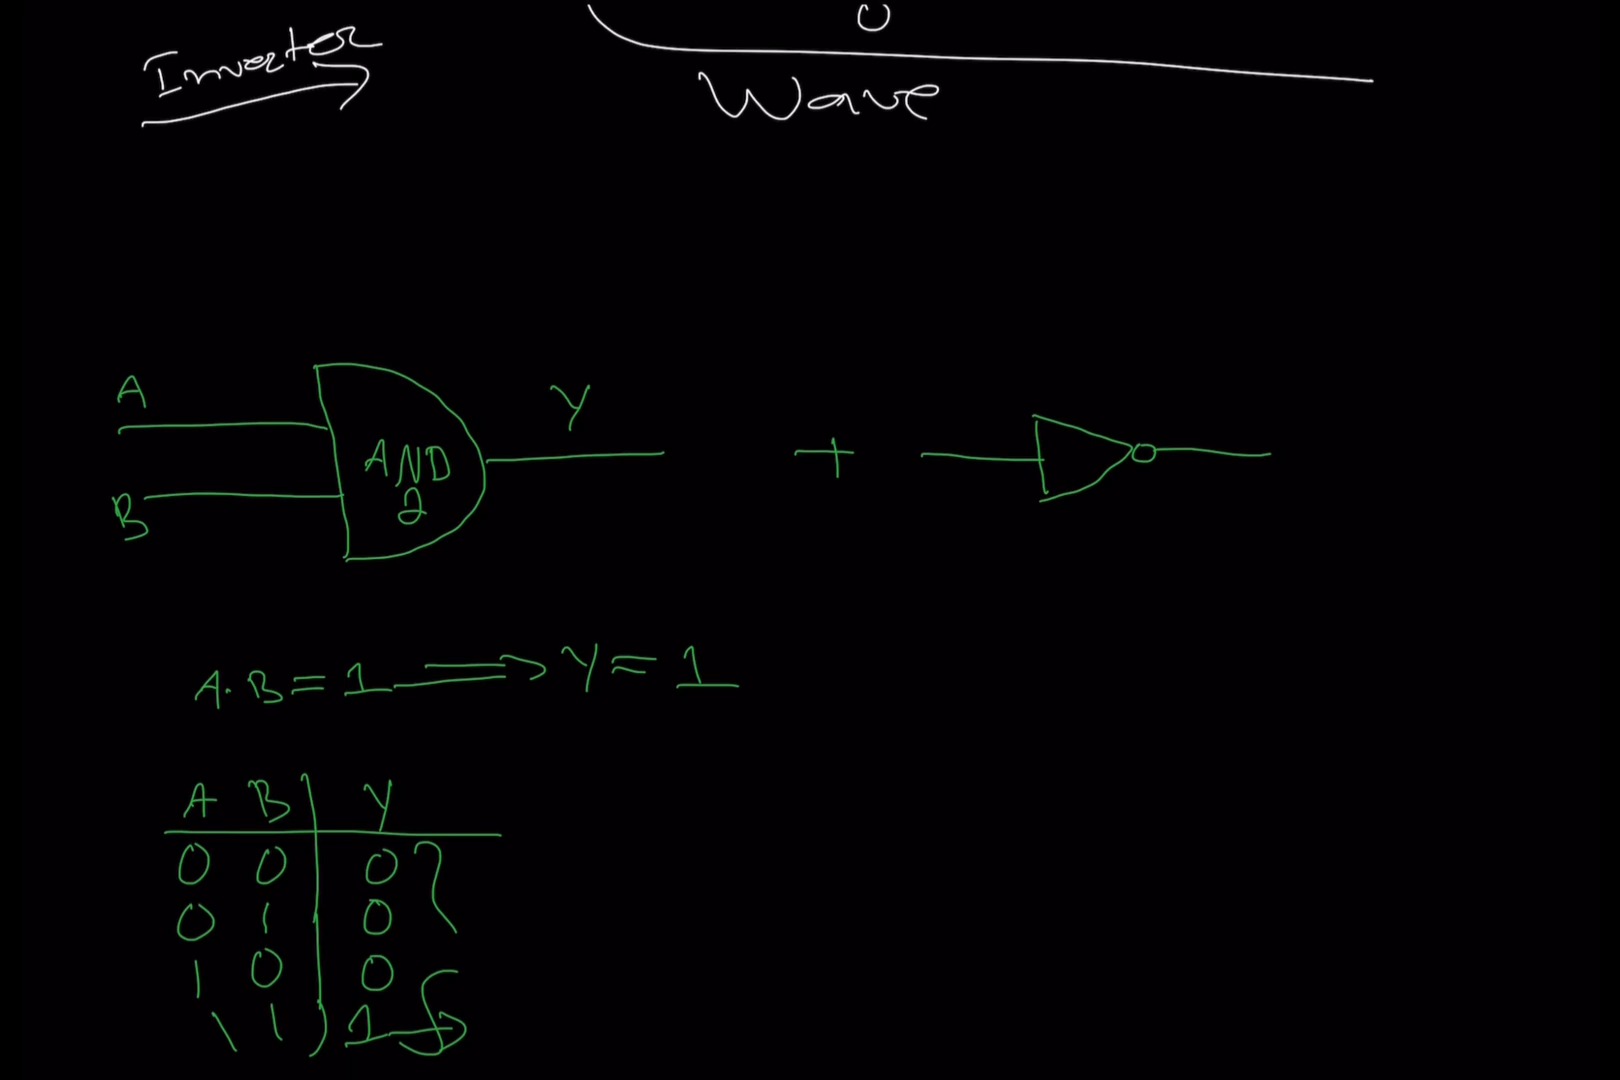 Inverter
0
Wave
A
B
AND
2
Y
+
A.B = 1 ⟹ Y = 1
A B Y
0 0 0
0 1 0
1 0 0
1 1 1